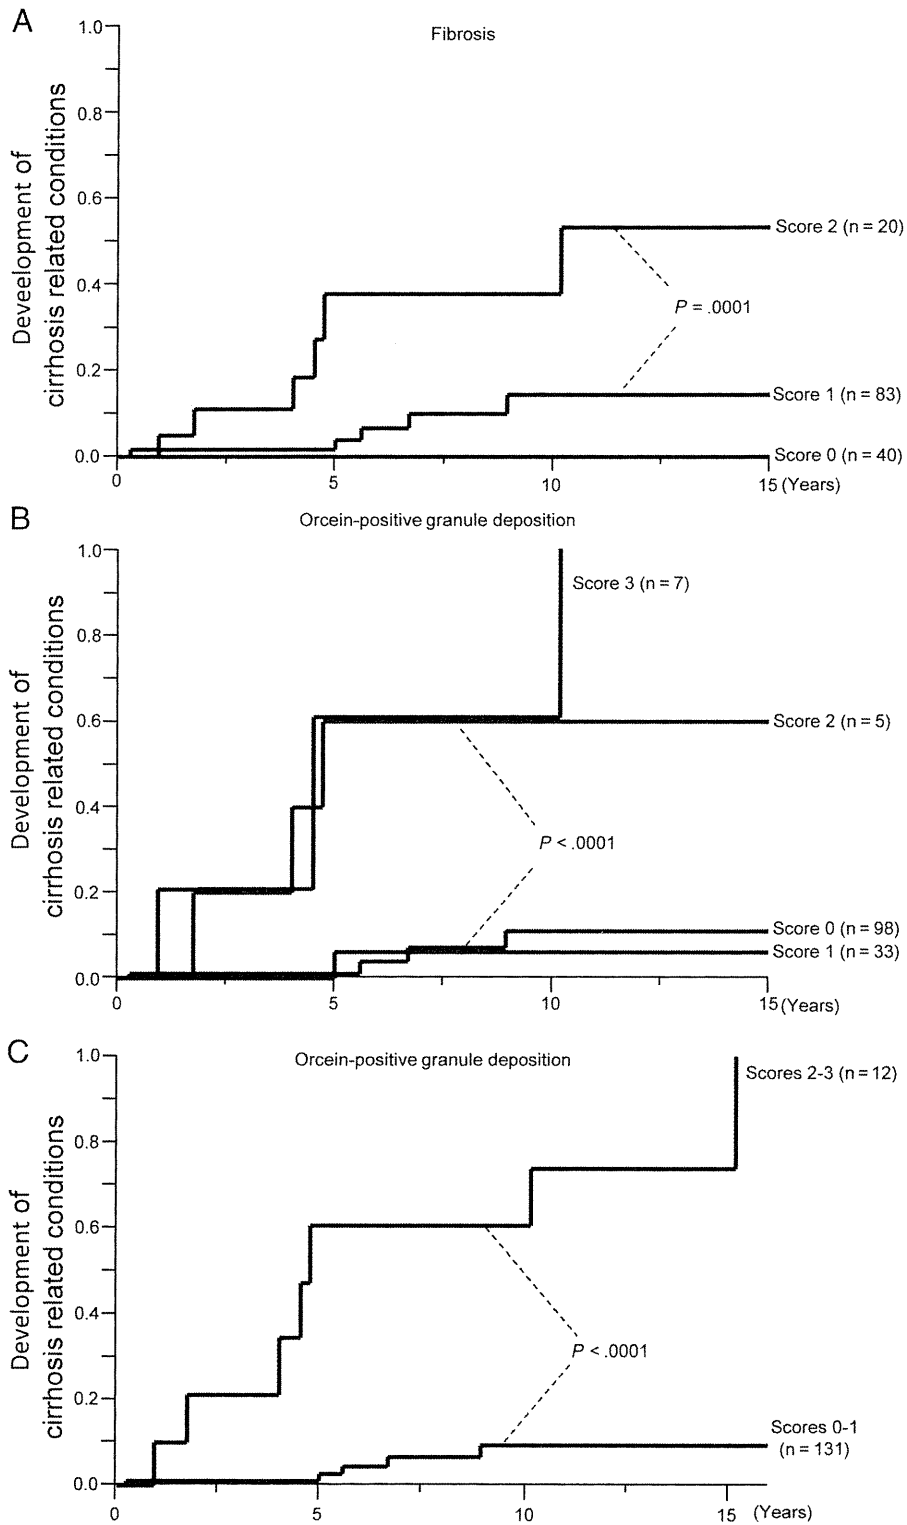 A
Fibrosis
Deveelopment of
cirrhosis related conditions
1.0
0.8
0.6
0.4
0.2
0.0
Score 2 (n = 20)
P = .0001
Score 1 (n = 83)
Score 0 (n = 40)
0 5 10 15 (Years)
B
Orcein-positive granule deposition
Development of
cirrhosis related conditions
1.0
0.8
0.6
0.4
0.2
0.0
Score 3 (n = 7)
Score 2 (n = 5)
P < .0001
Score 0 (n = 98)
Score 1 (n = 33)
0 5 10 15 (Years)
C
Orcein-positive granule deposition
Development of
cirrhosis related conditions
1.0
0.8
0.6
0.4
0.2
0.0
Scores 2-3 (n = 12)
P < .0001
Scores 0-1
(n = 131)
0 5 10 15 (Years)